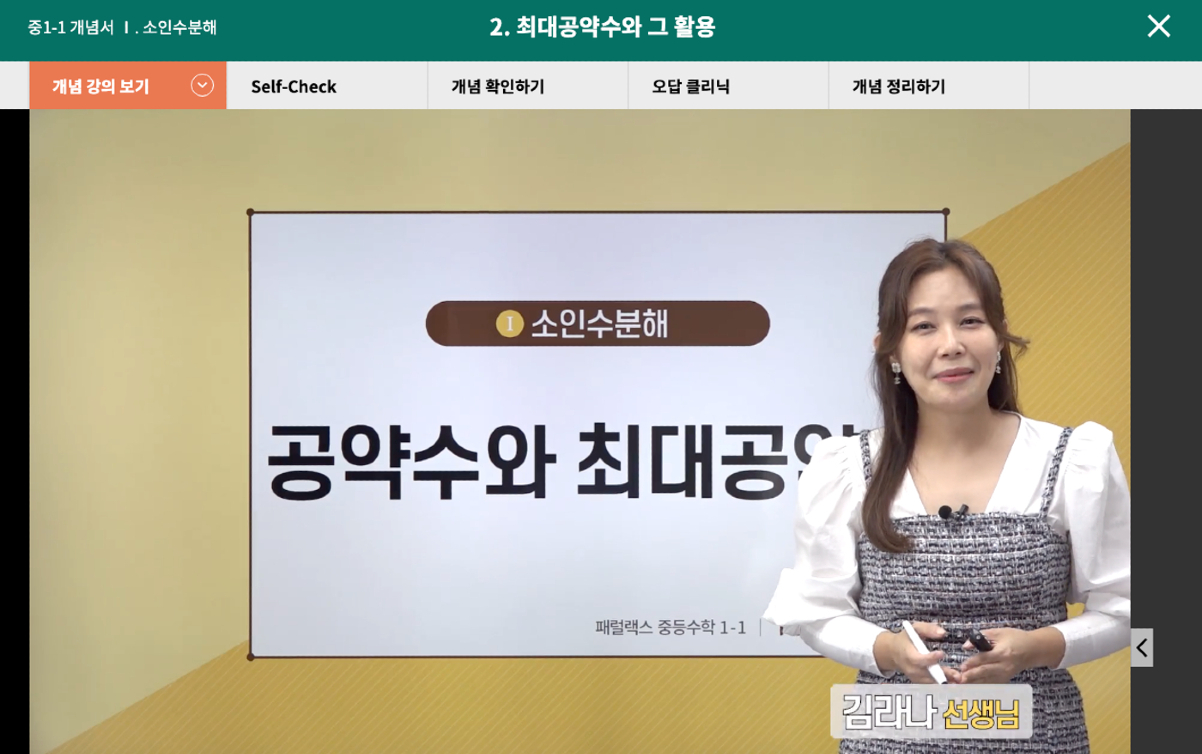 중1-1 개념서 Ⅰ. 소인수분해
2. 최대공약수와 그 활용
개념 강의 보기
Self-Check
개념 확인하기
오답 클리닉
개념 정리하기
Ⅰ 소인수분해
공약수와 최대공
패럴랙스 중등수학 1-1
김라나 선생님